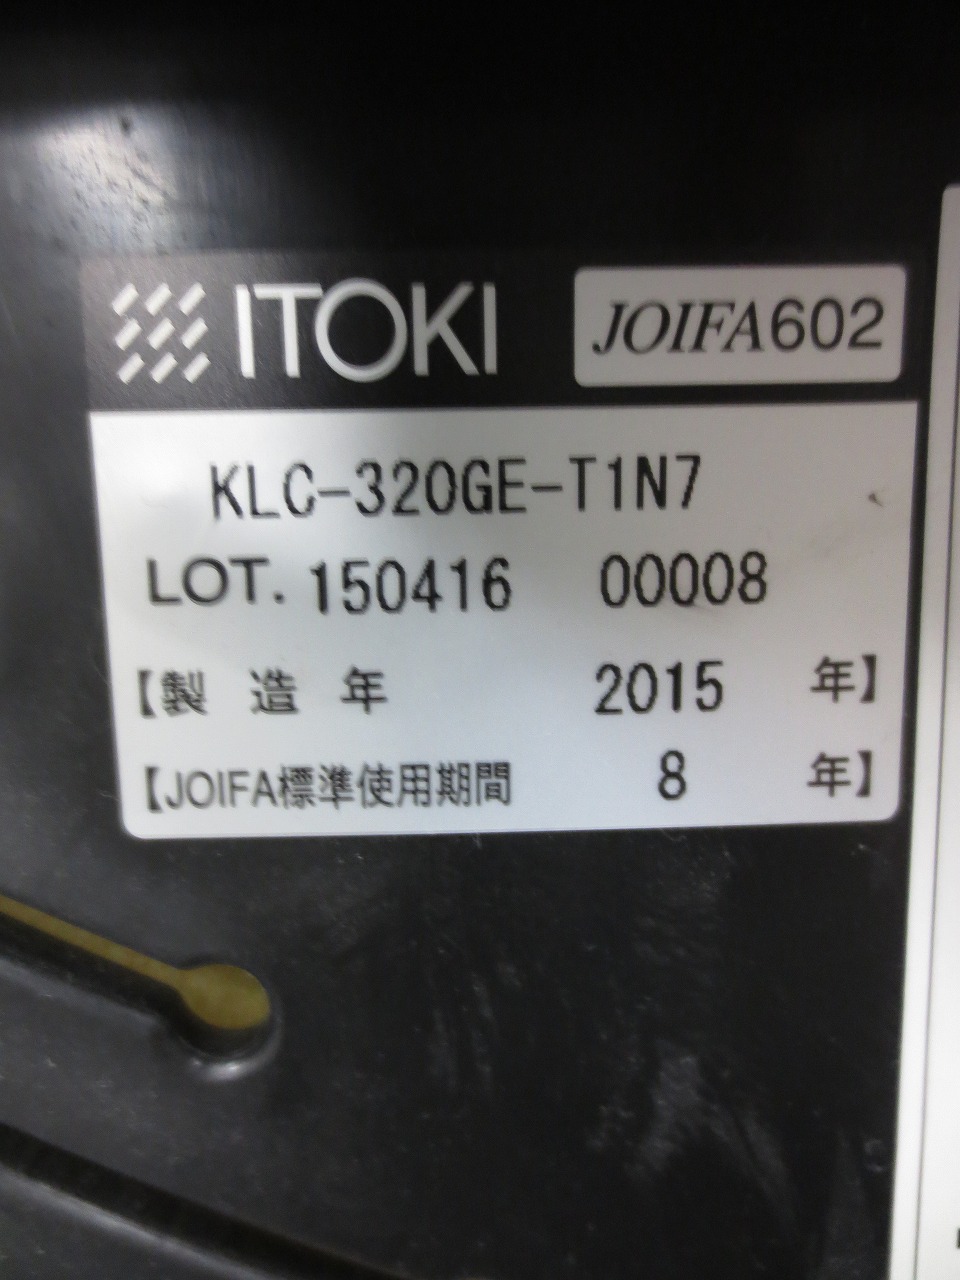 ITOKI JOIFA602
KLC-320GE-T1N7
LOT. 150416 00008
【製造年 2015 年】
【JOIFA標準使用期間 8 年】